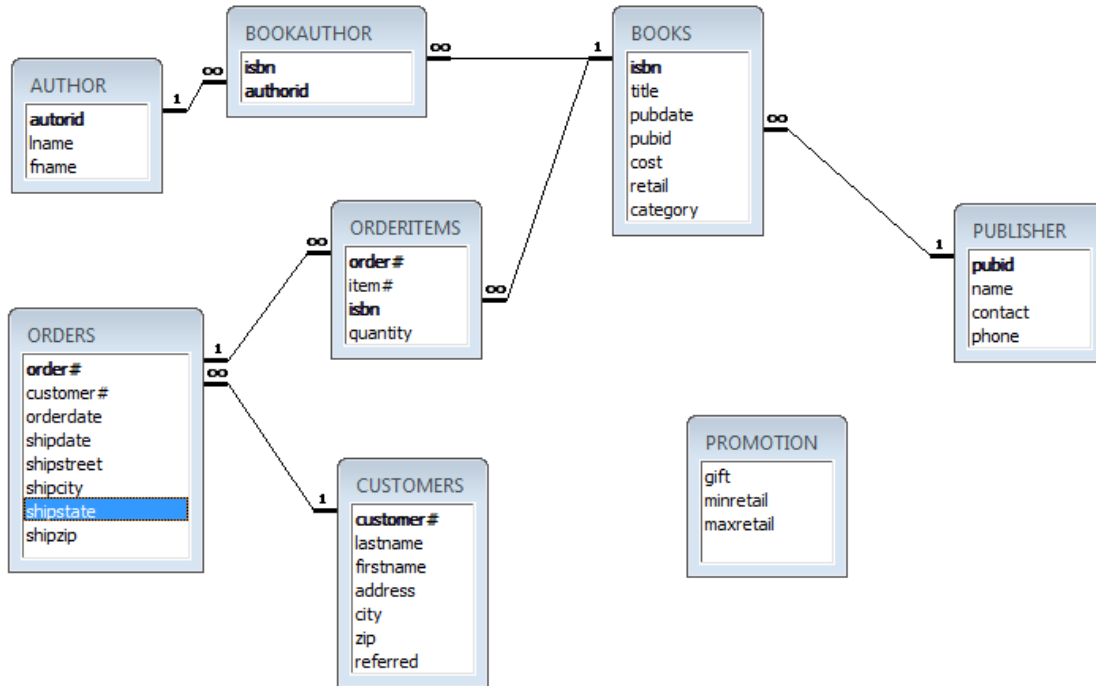 AUTHOR
autorid
lname
fname
1
∞
BOOKAUTHOR
isbn
authorid
∞
1
BOOKS
isbn
title
pubdate
pubid
cost
retail
category
∞
1
PUBLISHER
pubid
name
contact
phone
ORDERITEMS
order#
item#
isbn
quantity
∞
∞
ORDERS
order#
customer#
orderdate
shipdate
shipstreet
shipcity
shipstate
shipzip
1
∞
1
CUSTOMERS
customer#
lastname
firstname
address
city
zip
referred
PROMOTION
gift
minretail
maxretail